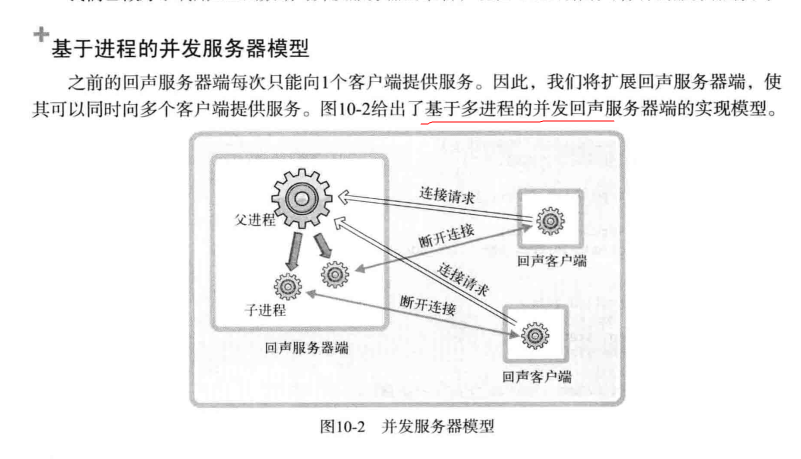 基于进程的并发服务器模型
之前的回声服务器端每次只能向1个客户端提供服务。因此，我们将扩展回声服务器端，使
其可以同时向多个客户端提供服务。图10-2给出了基于多进程的并发回声服务器端的实现模型。
连接请求
父进程
断开连接
回声客户端
连接请求
子进程
断开连接
回声服务器端
回声客户端
图10-2 并发服务器模型